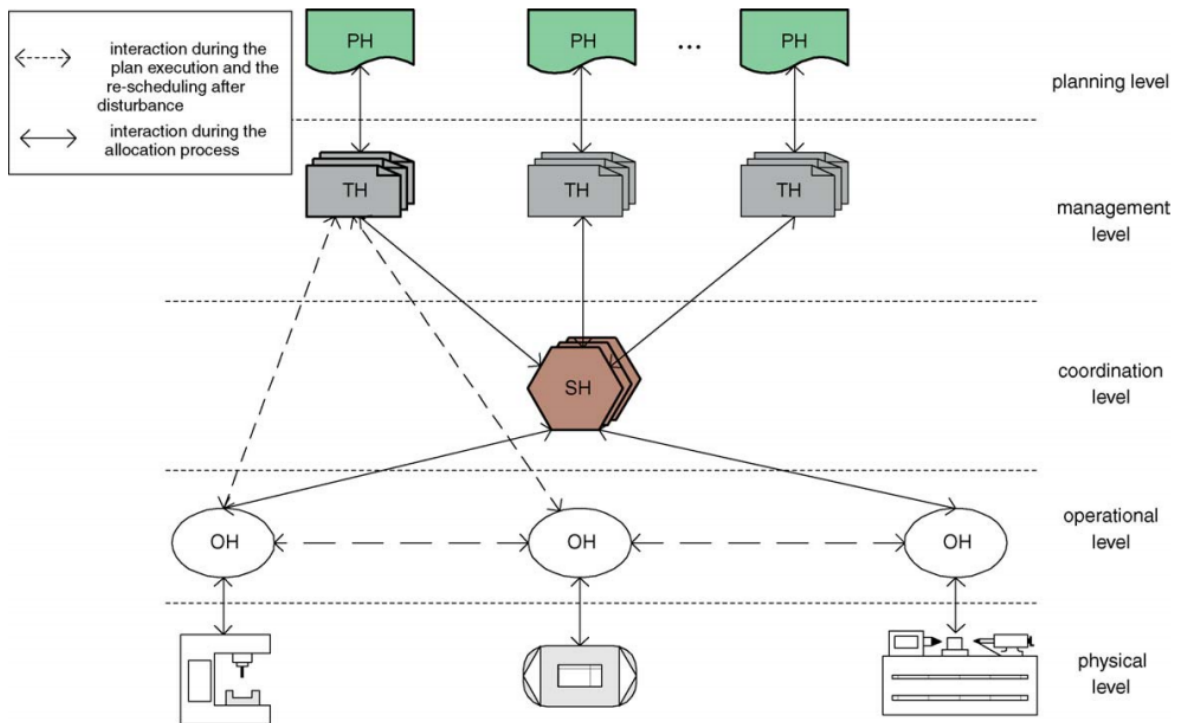 interaction during the
plan execution and the
re-scheduling after
disturbance
interaction during the
allocation process
PH
PH
...
PH
planning level
TH
TH
TH
management
level
SH
coordination
level
OH
OH
OH
operational
level
physical
level